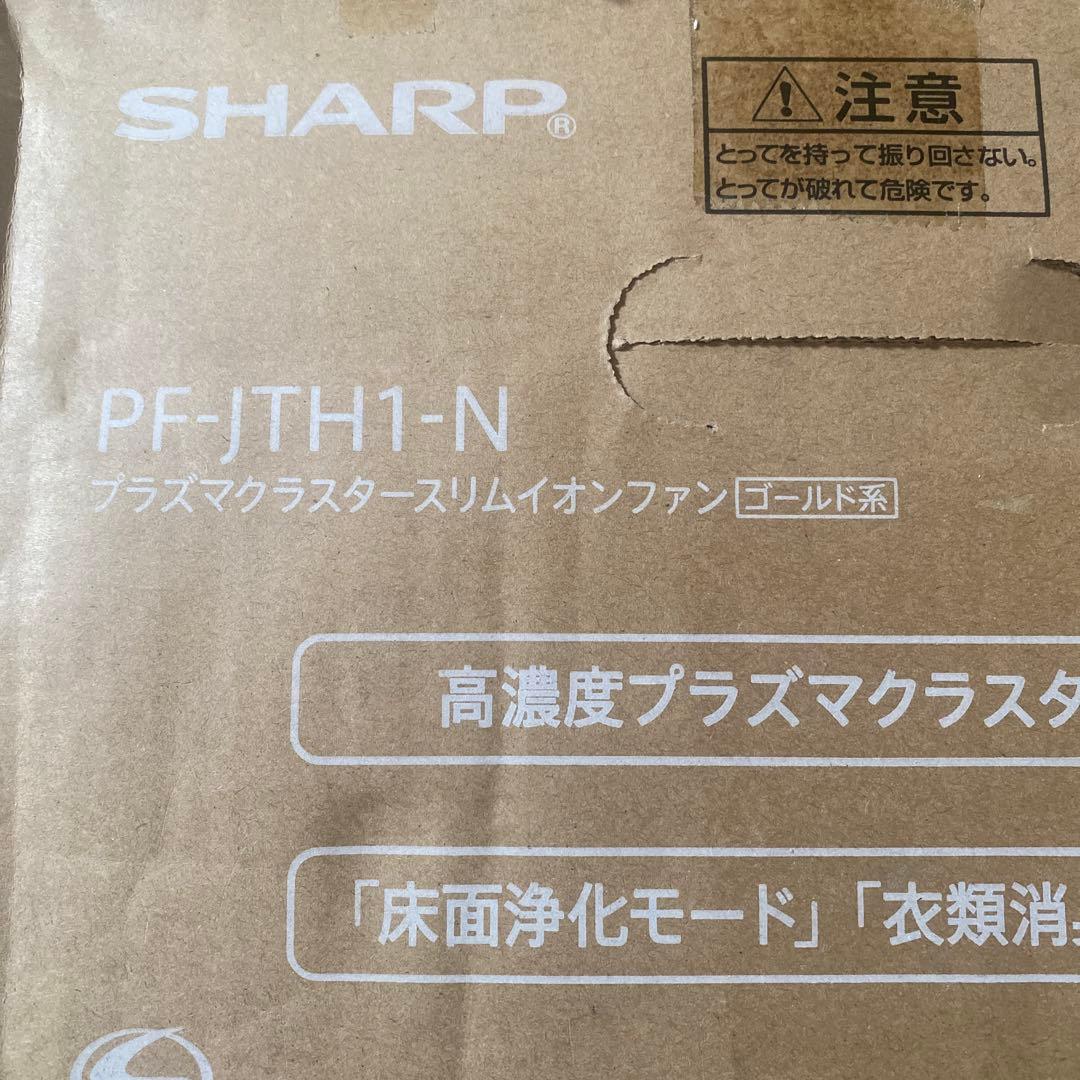 SHARP®
注意
とってを持って振り回さない。
とってが破れて危険です。
PF-JTH1-N
プラズマクラスタースリムイオンファン ゴールド系
高濃度プラズマクラスタ
「床面浄化モード」「衣類消